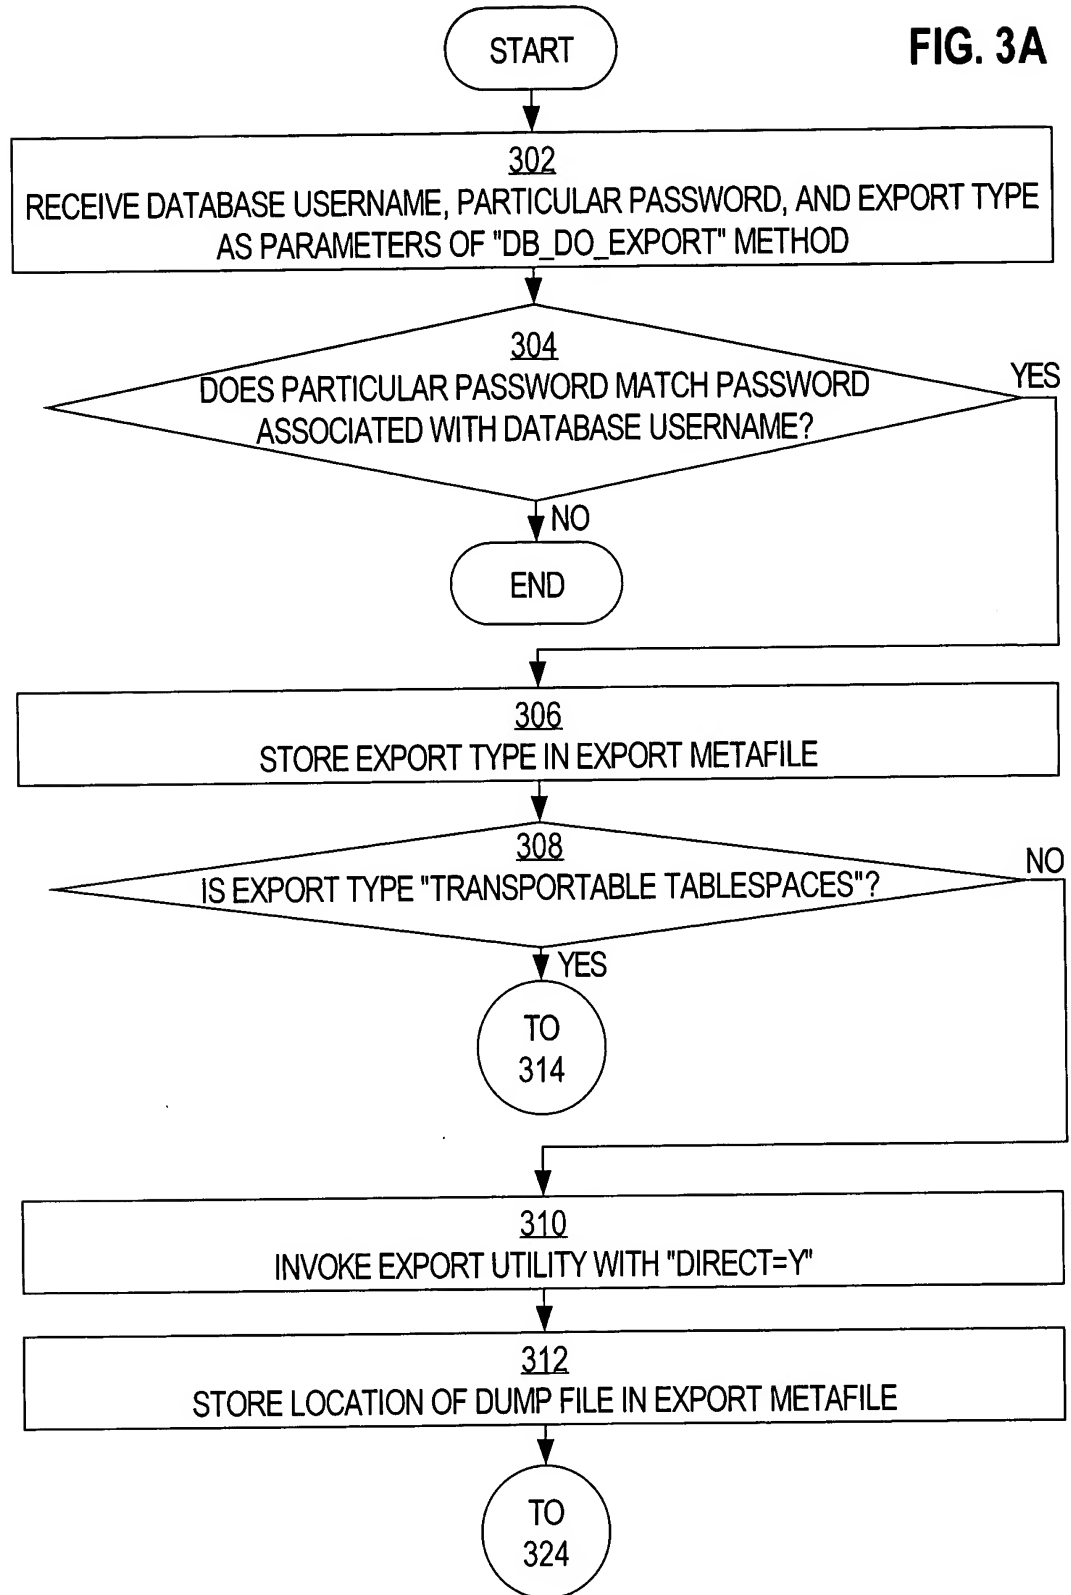 START
FIG. 3A
302
RECEIVE DATABASE USERNAME, PARTICULAR PASSWORD, AND EXPORT TYPE
AS PARAMETERS OF "DB_DO_EXPORT" METHOD
304
DOES PARTICULAR PASSWORD MATCH PASSWORD
ASSOCIATED WITH DATABASE USERNAME?
YES
NO
END
306
STORE EXPORT TYPE IN EXPORT METAFILE
308
IS EXPORT TYPE "TRANSPORTABLE TABLESPACES"?
NO
YES
TO
314
310
INVOKE EXPORT UTILITY WITH "DIRECT=Y"
312
STORE LOCATION OF DUMP FILE IN EXPORT METAFILE
TO
324